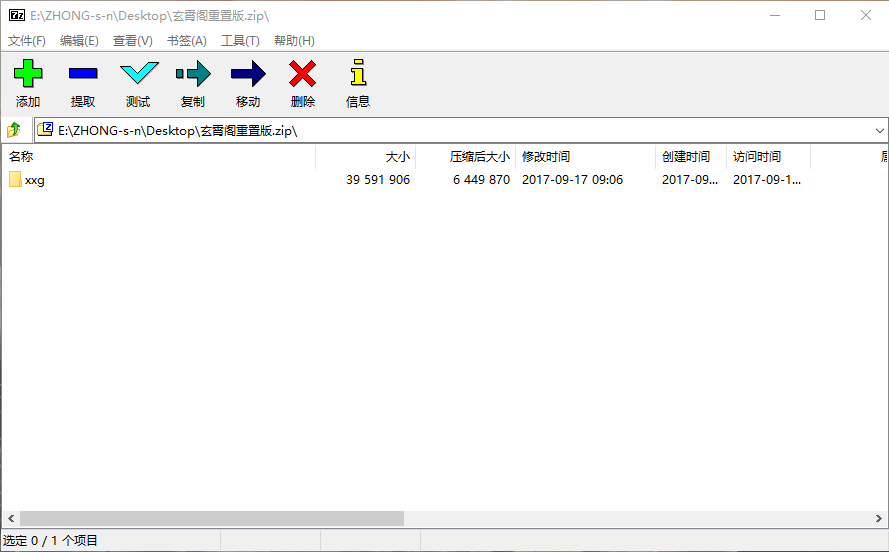 E:\ZHONG-s-n\Desktop\玄霄阁重置版.zip\
文件(F) 编辑(E) 查看(V) 书签(A) 工具(T) 帮助(H)
添加 提取 测试 复制 移动 删除 信息
E:\ZHONG-s-n\Desktop\玄霄阁重置版.zip\
名称 大小 压缩后大小 修改时间 创建时间 访问时间
xxg 39 591 906 6 449 870 2017-09-17 09:06 2017-09... 2017-09-1...
选定 0 / 1 个项目